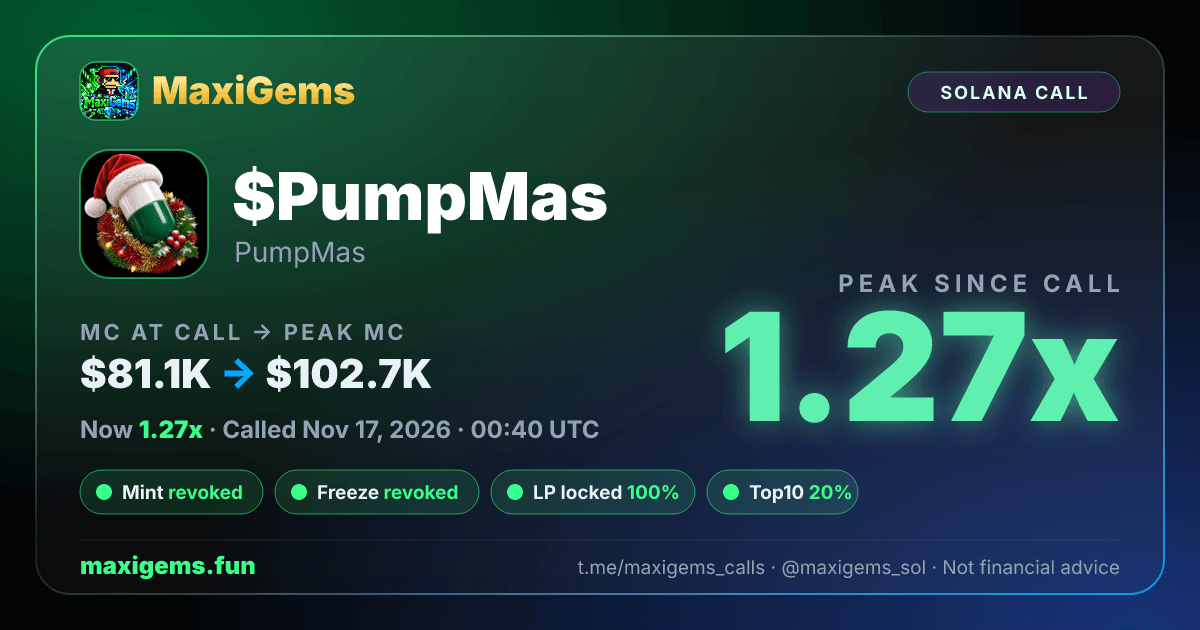 MaxiGems
MaxiGems
SOLANA CALL
$PumpMas
PumpMas
PEAK SINCE CALL
1.27x
MC AT CALL → PEAK MC
$81.1K → $102.7K
Now 1.27x · Called Nov 17, 2026 · 00:40 UTC
Mint revoked
Freeze revoked
LP locked 100%
Top10 20%
maxigems.fun
t.me/maxigems_calls · @maxigems_sol · Not financial advice